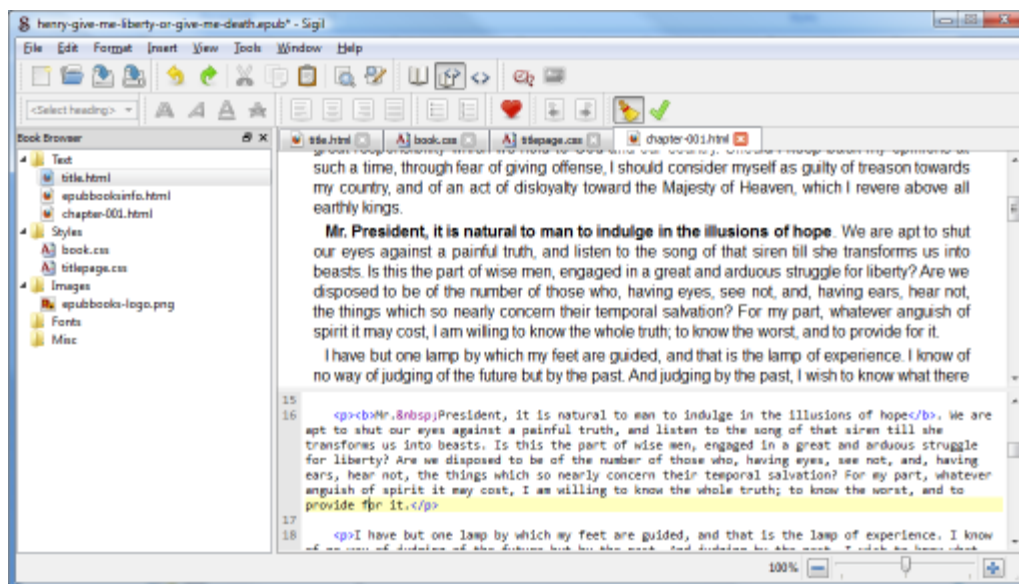 henry-give-me-liberty-or-give-me-death.epub* - Sigil
File Edit Format Insert View Tools Window Help
<Select heading>
Book Browser
title.html book.css titlepage.css chapter-001.html
Text
title.html
epubbooksinfo.html
chapter-001.html
Styles
book.css
titlepage.css
Images
epubbooks-logo.png
Fonts
Misc
such a time, through fear of giving offense, I should consider myself as guilty of treason towards
my country, and of an act of disloyalty toward the Majesty of Heaven, which I revere above all
earthly kings.
Mr. President, it is natural to man to indulge in the illusions of hope. We are apt to shut
our eyes against a painful truth, and listen to the song of that siren till she transforms us into
beasts. Is this the part of wise men, engaged in a great and arduous struggle for liberty? Are we
disposed to be of the number of those who, having eyes, see not, and, having ears, hear not,
the things which so nearly concern their temporal salvation? For my part, whatever anguish of
spirit it may cost, I am willing to know the whole truth; to know the worst, and to provide for it.
I have but one lamp by which my feet are guided, and that is the lamp of experience. I know of
no way of judging of the future but by the past. And judging by the past, I wish to know what there
15
16 <p><b>Mr.&nbsp;President, it is natural to man to indulge in the illusions of hope</b>. We are
apt to shut our eyes against a painful truth, and listen to the song of that siren till she
transforms us into beasts. Is this the part of wise men, engaged in a great and arduous struggle
for liberty? Are we disposed to be of the number of those who, having eyes, see not, and, having
ears, hear not, the things which so nearly concern their temporal salvation? For my part, whatever
anguish of spirit it may cost, I am willing to know the whole truth; to know the worst, and to
provide for it.</p>
17
18 <p>I have but one lamp by which my feet are guided, and that is the lamp of experience. I know
100%